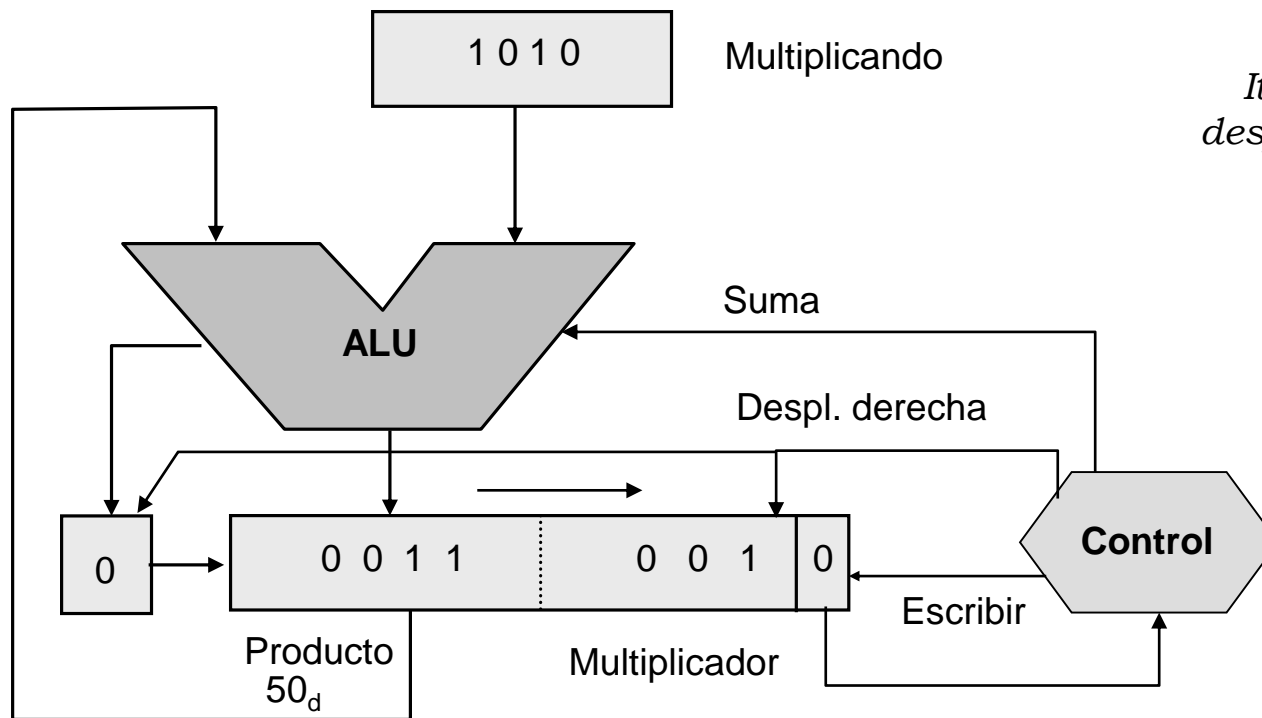 1 0 1 0
Multiplicando
It
des
Suma
ALU
Despl. derecha
0
0 0 1 1
0 0 1
0
Control
Escribir
Producto
50d
Multiplicador